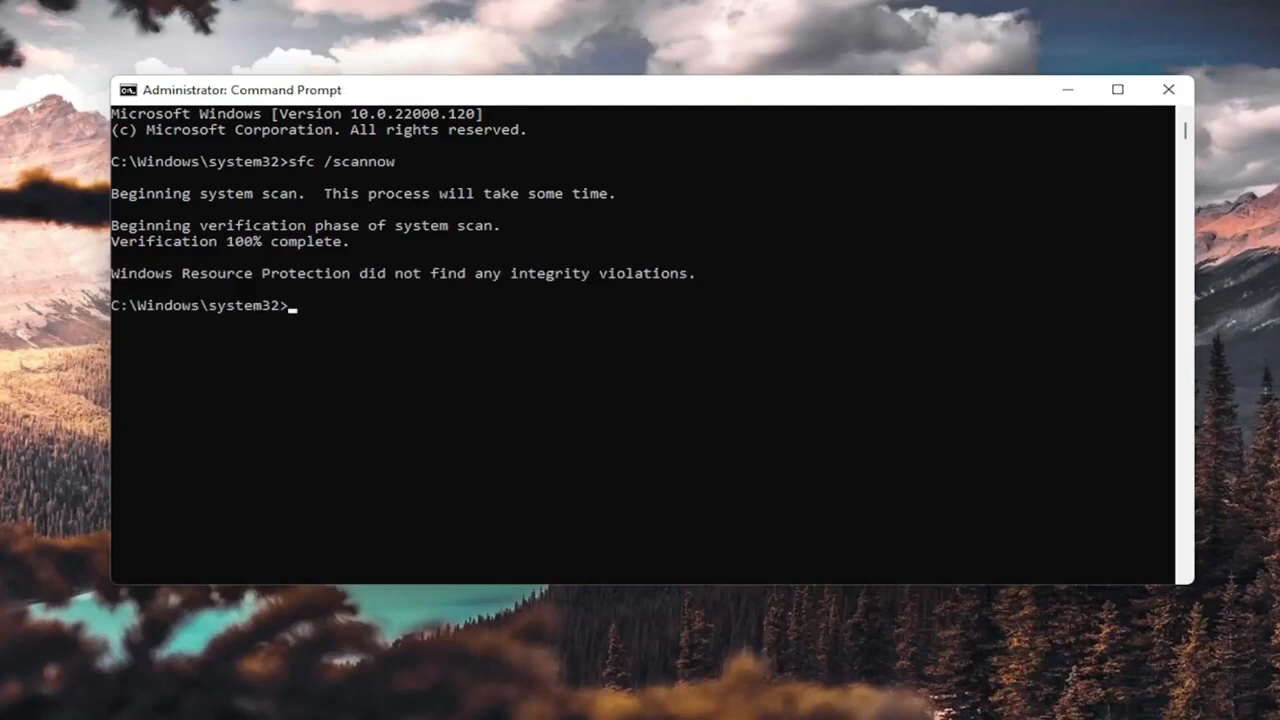 Administrator: Command Prompt
Microsoft Windows [Version 10.0.22000.120]
(c) Microsoft Corporation. All rights reserved.
C:\Windows\system32>sfc /scannow
Beginning system scan.  This process will take some time.
Beginning verification phase of system scan.
Verification 100% complete.
Windows Resource Protection did not find any integrity violations.
C:\Windows\system32>